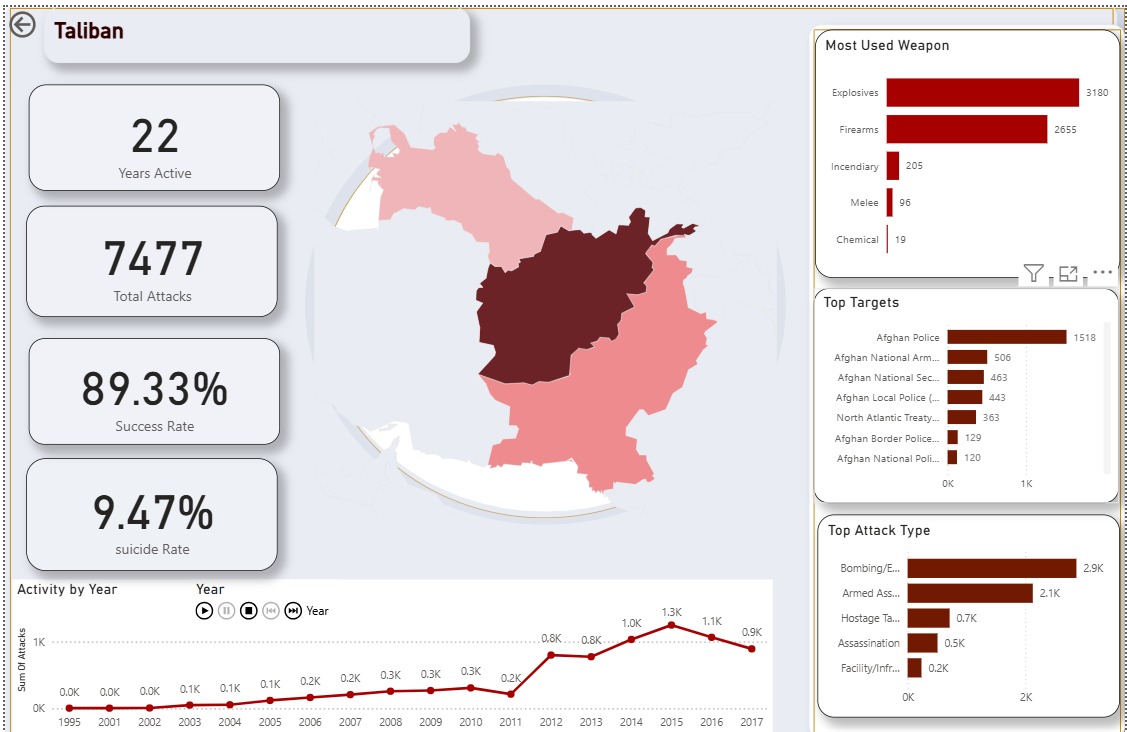 Taliban
22
Years Active
7477
Total Attacks
89.33%
Success Rate
9.47%
suicide Rate
Most Used Weapon
Explosives 3180
Firearms 2655
Incendiary 205
Melee 96
Chemical 19
Top Targets
Afghan Police 1518
Afghan National Arm... 506
Afghan National Sec... 463
Afghan Local Police (... 443
North Atlantic Treaty... 363
Afghan Border Police... 129
Afghan National Poli... 120
0K 1K
Top Attack Type
Bombing/E... 2.9K
Armed Ass... 2.1K
Hostage Ta... 0.7K
Assassination 0.5K
Facility/Infr... 0.2K
0K 2K
Activity by Year
Year
Year
Sum Of Attacks
1K
0K
0.0K 0.0K 0.0K 0.1K 0.1K 0.1K 0.2K 0.2K 0.3K 0.3K 0.3K 0.2K 0.8K 0.8K 1.0K 1.3K 1.1K 0.9K
1995 2001 2002 2003 2004 2005 2006 2007 2008 2009 2010 2011 2012 2013 2014 2015 2016 2017